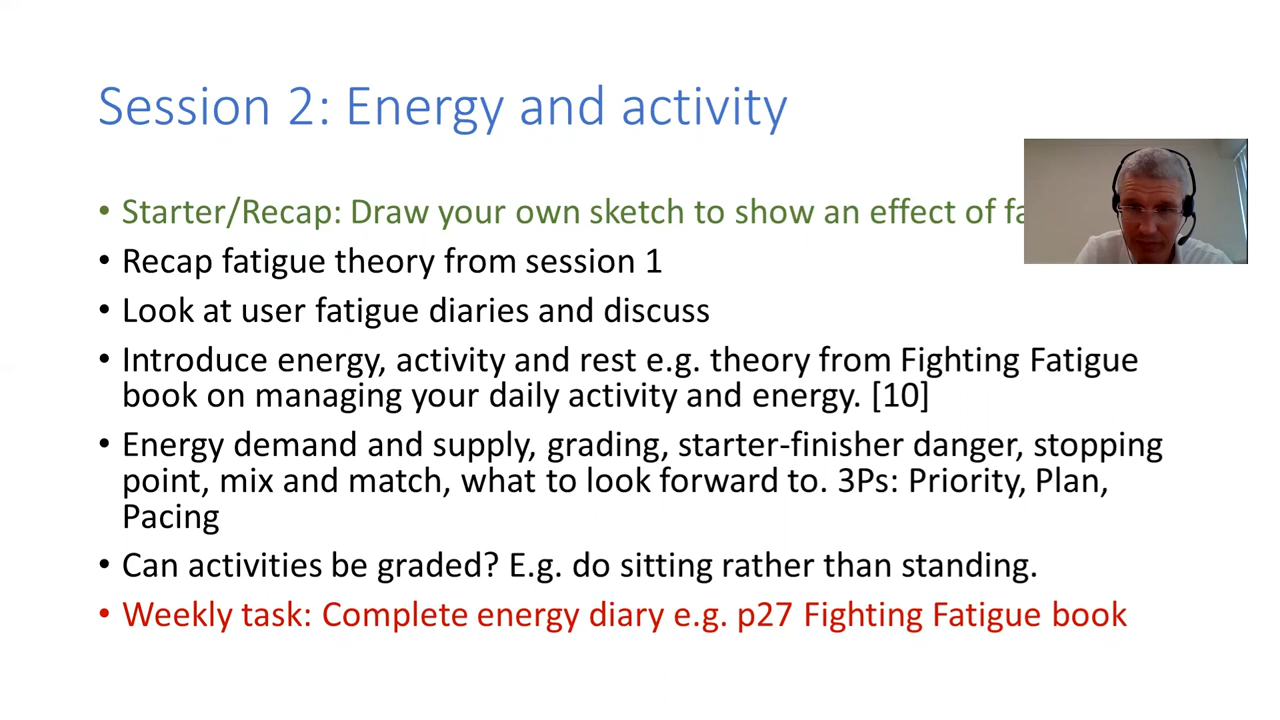 Session 2: Energy and activity
• Starter/Recap: Draw your own sketch to show an effect of
• Recap fatigue theory from session 1
• Look at user fatigue diaries and discuss
• Introduce energy, activity and rest e.g. theory from Fighting Fatigue
book on managing your daily activity and energy. [10]
• Energy demand and supply, grading, starter-finisher danger, stopping
point, mix and match, what to look forward to. 3Ps: Priority, Plan,
Pacing
• Can activities be graded? E.g. do sitting rather than standing.
• Weekly task: Complete energy diary e.g. p27 Fighting Fatigue book